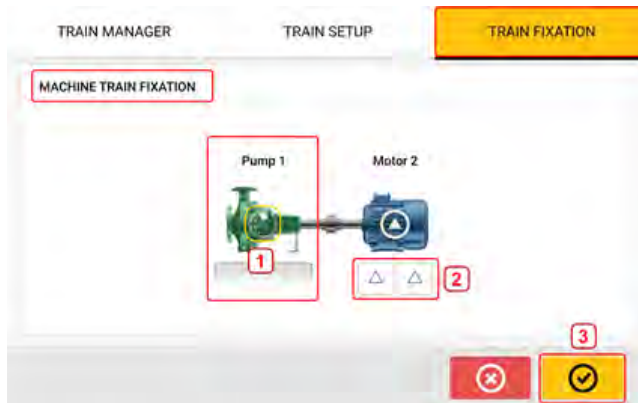 TRAIN MANAGER
TRAIN SETUP
TRAIN FIXATION
MACHINE TRAIN FIXATION
Pump 1
Motor 2
1
2
3